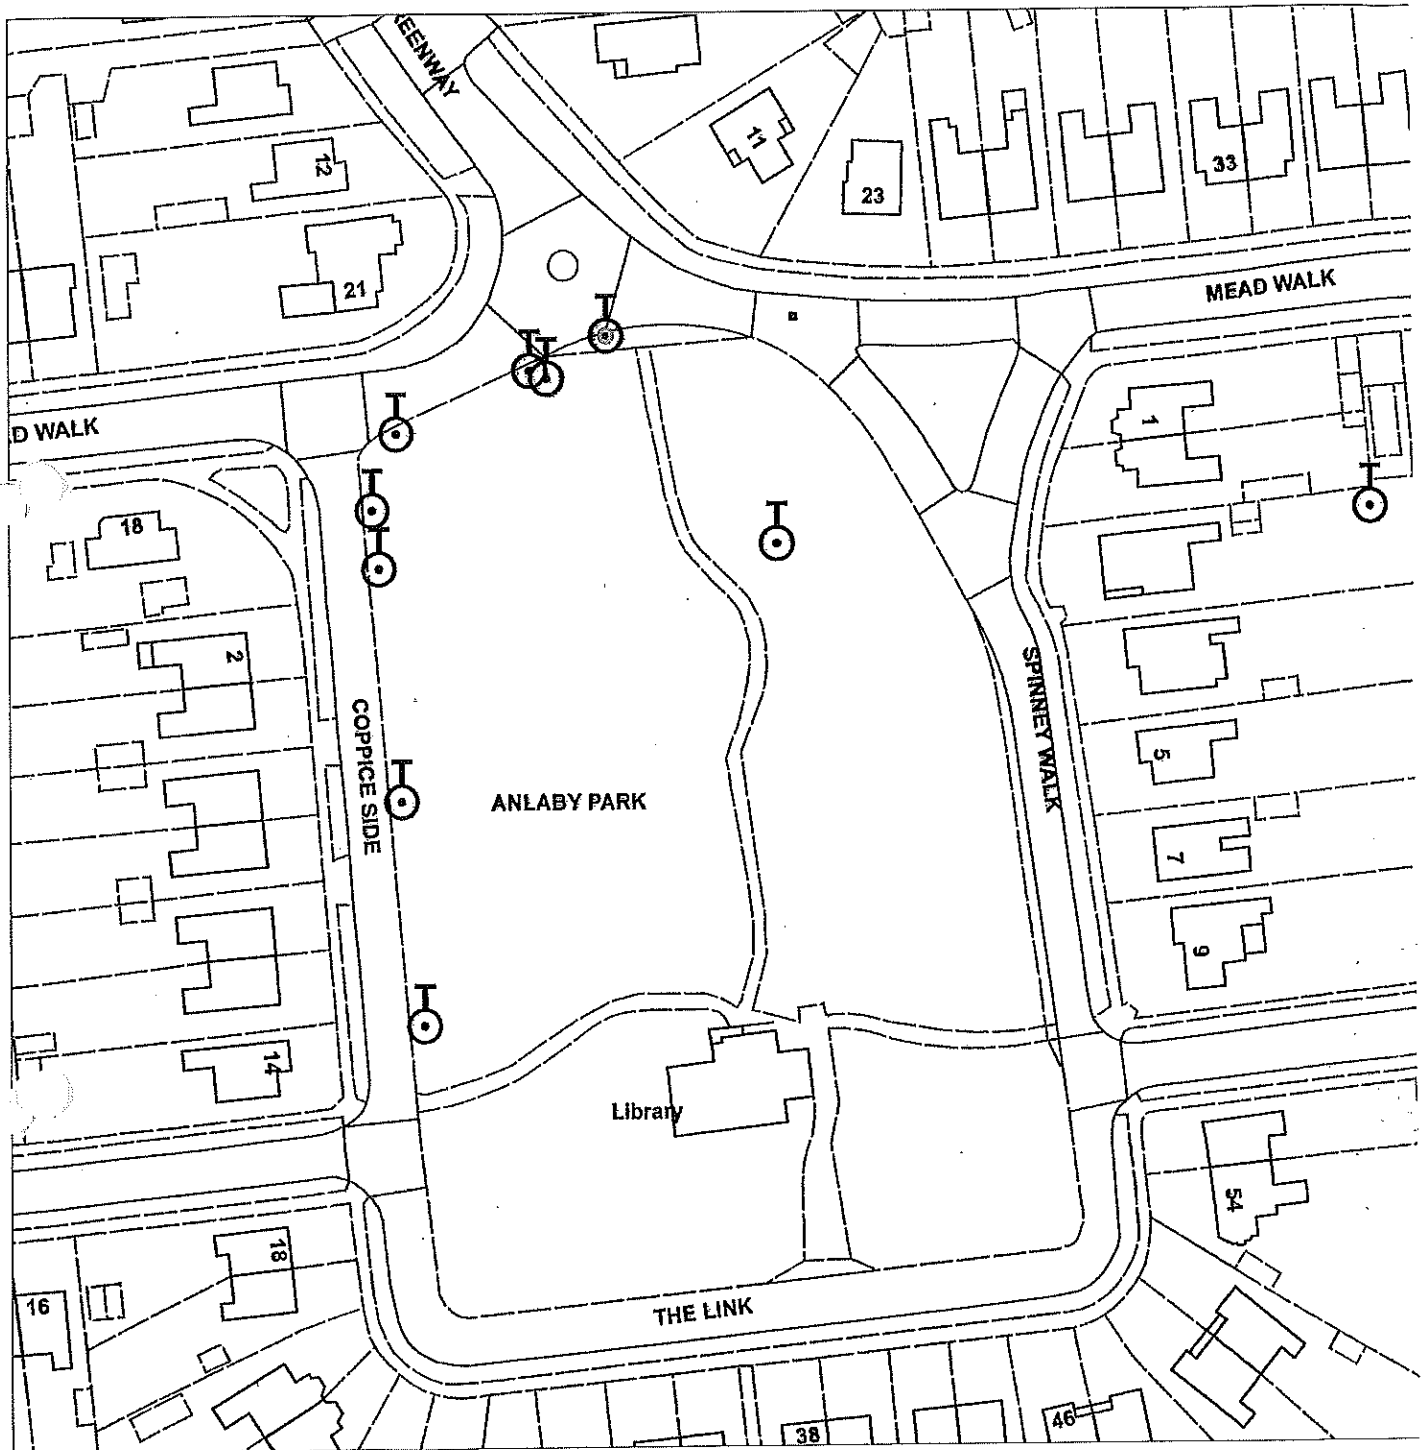 REENWAY
11
12
23
33
21
MEAD WALK
T
T
T
D WALK
T
1
T
T
T
T
18
2
SPINNEY WALK
COPPICE SIDE
5
T
ANLABY PARK
7
9
T
14
Library
54
18
16
THE LINK
46
38